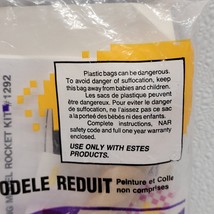 Plastic bags can be dangerous.
To avoid danger of suffocation, keep
this bag away from babies and children.
Les sacs de plastique peuvent
être dangereux. Pour eviter le danger
de suffocation, ne l'aissez pas ce sac
à la porté des bébés ni des enfants.
Complete instructions, NAR
safety code and full one year warranty
enclosed.
USE ONLY WITH ESTES
PRODUCTS.
ODELE REDUIT Peinture et Colle
non comprises
MODEL ROCKET KIT 1292